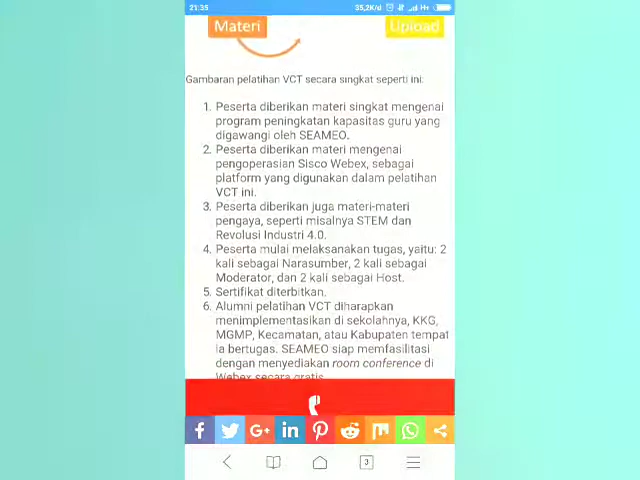 21:35
35,2K/d
H+
Materi
Upload
Gambaran pelatihan VCT secara singkat seperti ini:
1. Peserta diberikan materi singkat mengenai
program peningkatan kapasitas guru yang
digawangi oleh SEAMEO.
2. Peserta diberikan materi mengenai
pengoperasian Sisco Webex, sebagai
platform yang digunakan dalam pelatihan
VCT ini.
3. Peserta diberikan juga materi-materi
pengaya, seperti misalnya STEM dan
Revolusi Industri 4.0.
4. Peserta mulai melaksanakan tugas, yaitu: 2
kali sebagai Narasumber, 2 kali sebagai
Moderator, dan 2 kali sebagai Host.
5. Sertifikat diterbitkan.
6. Alumni pelatihan VCT diharapkan
menimplementasikan di sekolahnya, KKG,
MGMP, Kecamatan, atau Kabupaten tempat
ia bertugas. SEAMEO siap memfasilitasi
dengan menyediakan room conference di
Webex secara gratis
G+
in
3